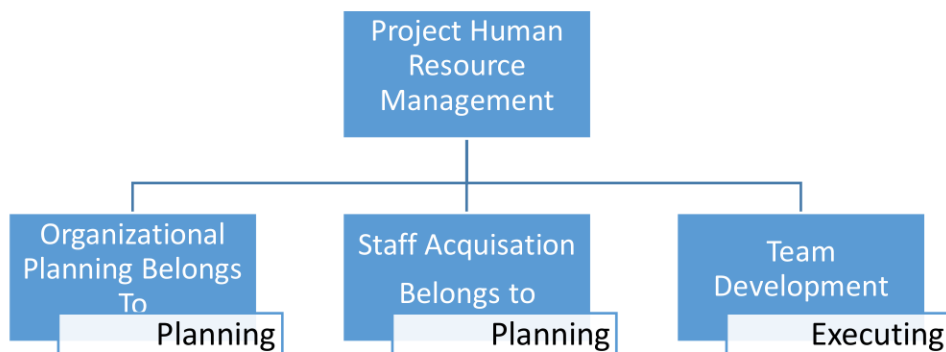 Project Human
Resource
Management
Organizational
Planning Belongs
To
Planning
Staff Acquisation
Belongs to
Planning
Team
Development
Executing